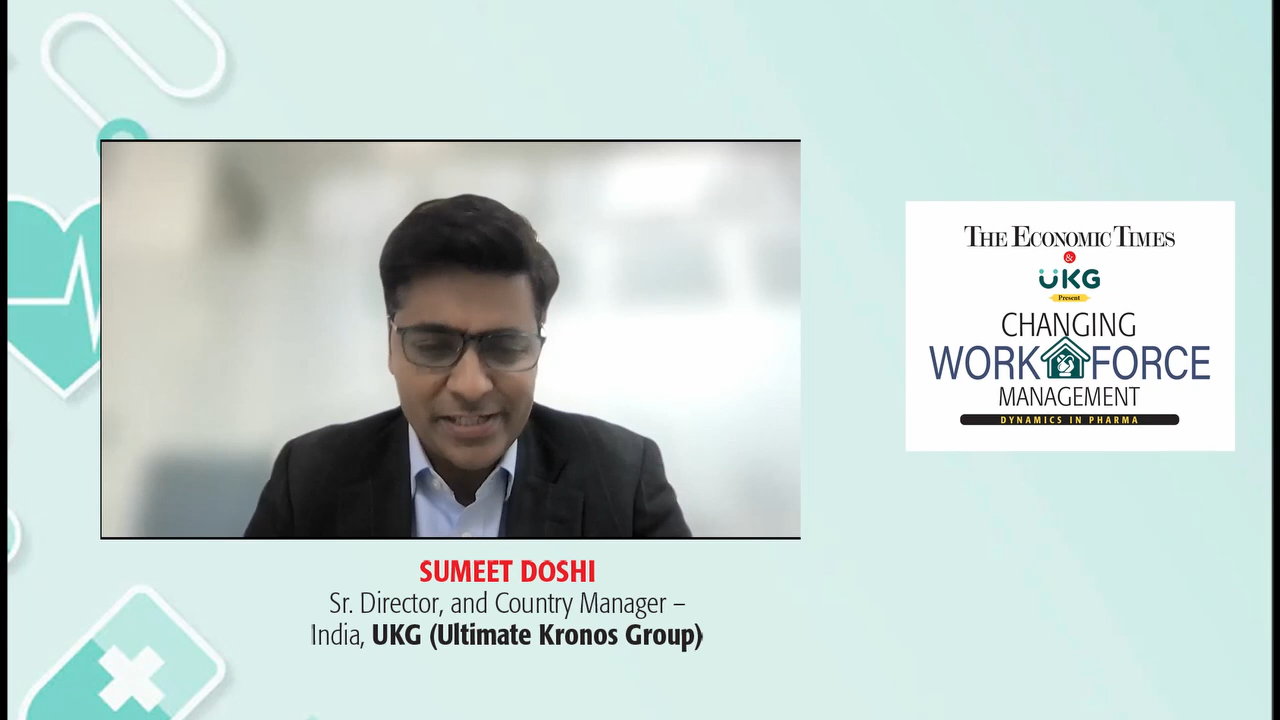 SUMEET DOSHI
Sr. Director, and Country Manager –
India, UKG (Ultimate Kronos Group)
THE ECONOMIC TIMES
&
UKG
Present
CHANGING
WORKFORCE
MANAGEMENT
DYNAMICS IN PHARMA